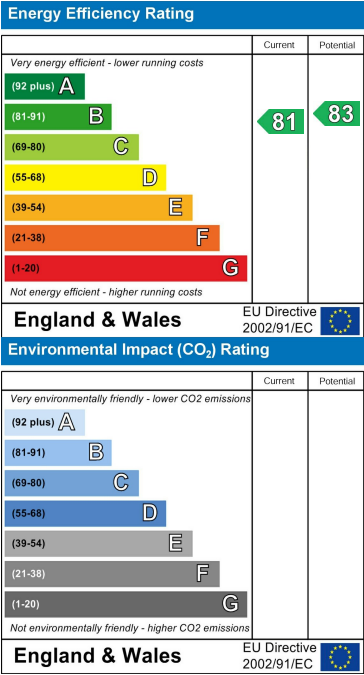 Energy Efficiency Rating
Current Potential
Very energy efficient - lower running costs
(92 plus) A
(81-91) B
81 83
(69-80) C
(55-68) D
(39-54) E
(21-38) F
(1-20) G
Not energy efficient - higher running costs
England & Wales
EU Directive
2002/91/EC
Environmental Impact (CO₂) Rating
Current Potential
Very environmentally friendly - lower CO2 emissions
(92 plus) A
(81-91) B
(69-80) C
(55-68) D
(39-54) E
(21-38) F
(1-20) G
Not environmentally friendly - higher CO2 emissions
England & Wales
EU Directive
2002/91/EC